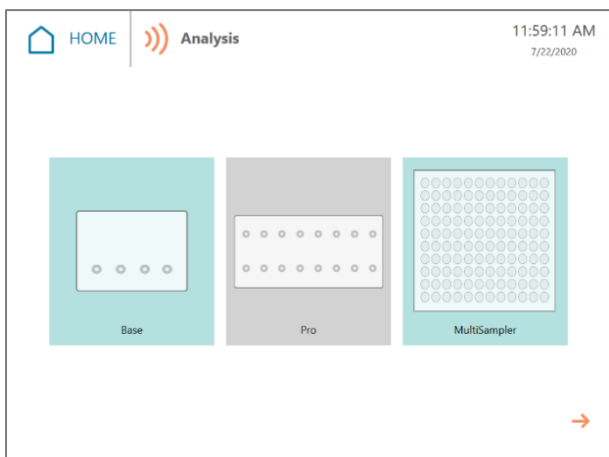 HOME
Analysis
11:59:11 AM
7/22/2020
Base
Pro
MultiSampler